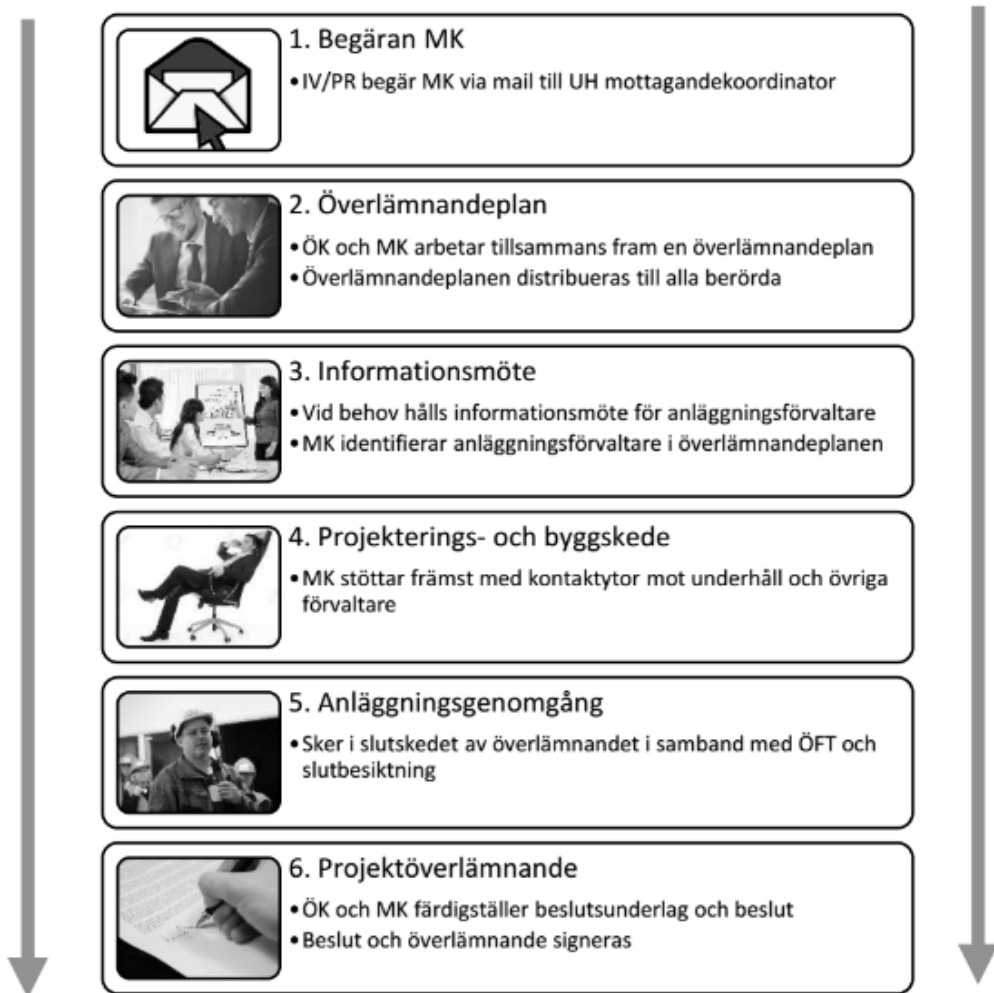 1. Begäran MK
•IV/PR begär MK via mail till UH mottagandekoordinator
2. Överlämnandeplan
•ÖK och MK arbetar tillsammans fram en överlämnandeplan
•Överlämnandeplanen distribueras till alla berörda
3. Informationsmöte
•Vid behov hålls informationsmöte för anläggningsförvaltare
•MK identifierar anläggningsförvaltare i överlämnandeplanen
4. Projekterings- och byggskede
•MK stöttar främst med kontaktytor mot underhåll och övriga
förvaltare
5. Anläggningsgenomgång
•Sker i slutskedet av överlämnandet i samband med ÖFT och
slutbesiktning
6. Projektöverlämnande
•ÖK och MK färdigställer beslutsunderlag och beslut
•Beslut och överlämnande signeras